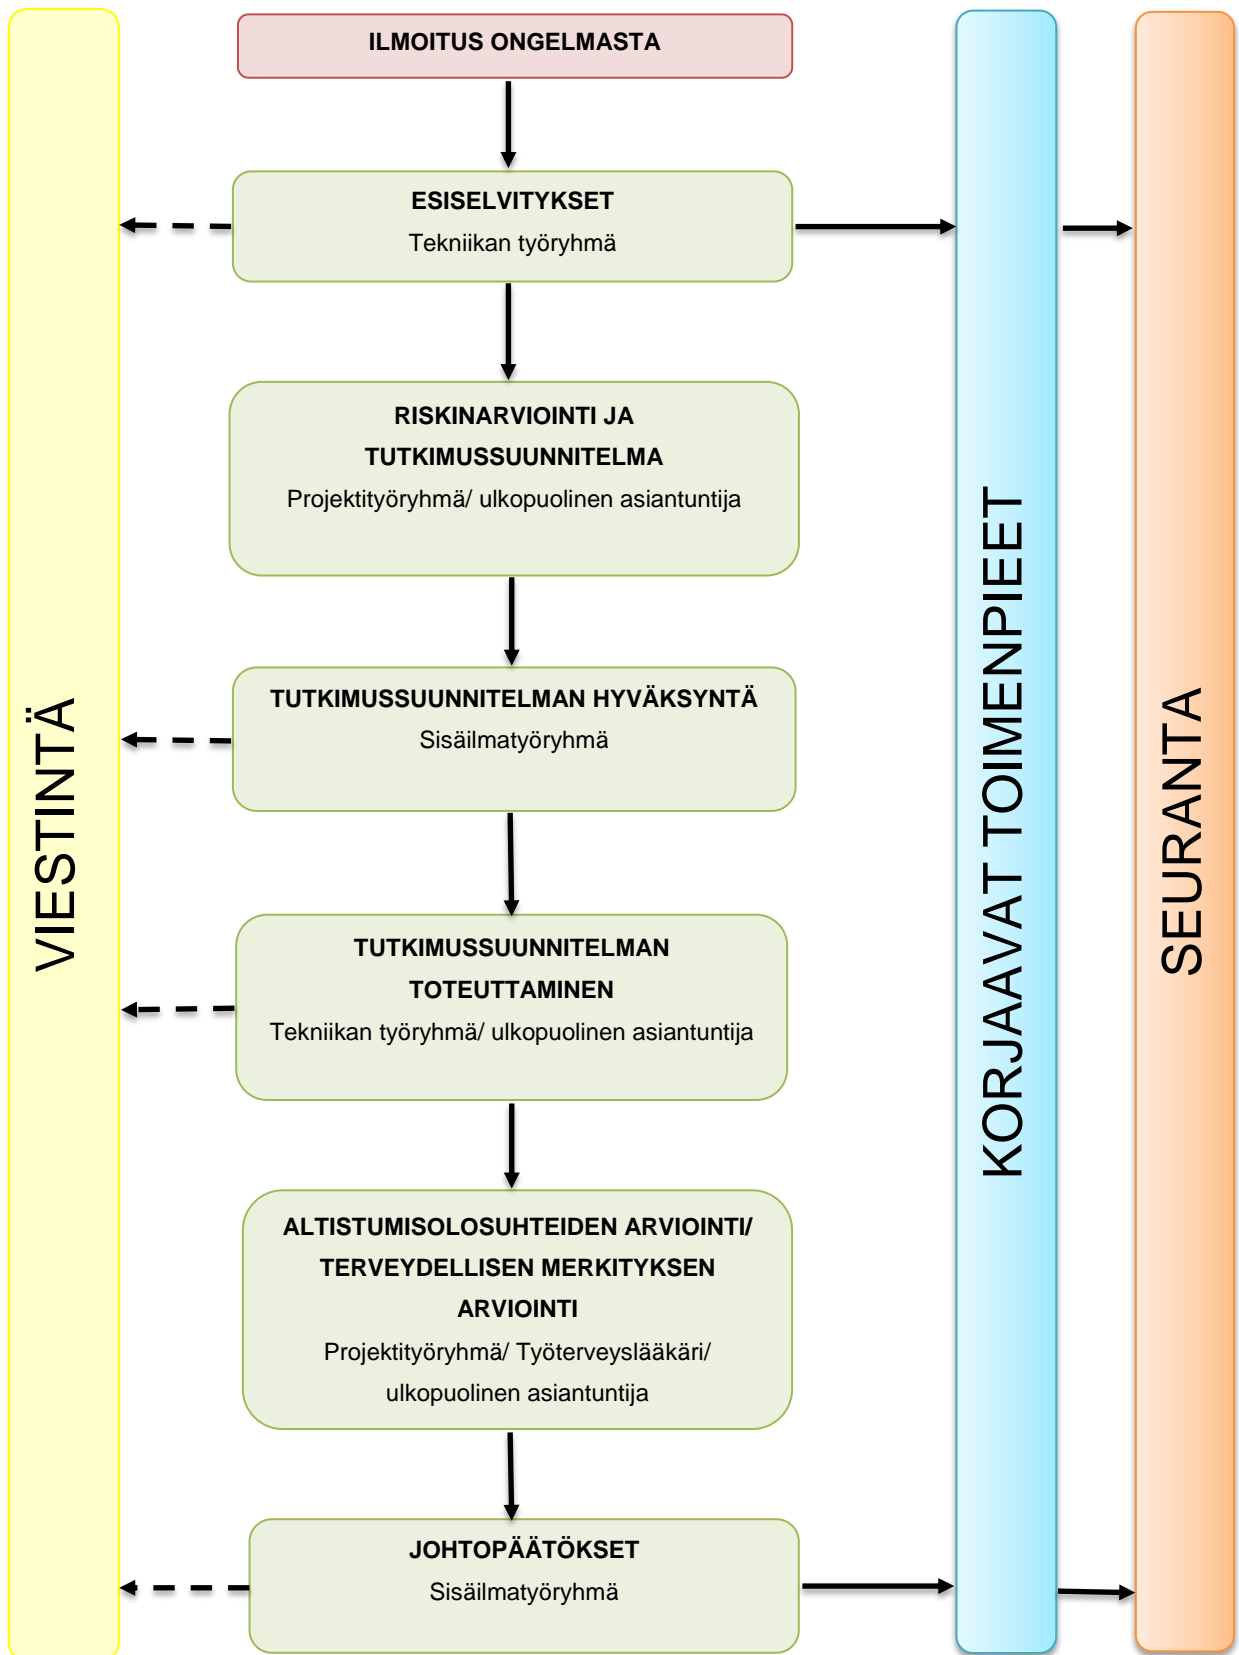 ILMOITUS ONGELMASTA
ESISELVITYKSET
Tekniikan työryhmä
RISKINARVIOINTI JA
TUTKIMUSSUUNNITELMA
Projektityöryhmä/ ulkopuolinen asiantuntija
TUTKIMUSSUUNNITELMAN HYVÄKSYNTÄ
Sisäilmatyöryhmä
TUTKIMUSSUUNNITELMAN
TOTEUTTAMINEN
Tekniikan työryhmä/ ulkopuolinen asiantuntija
ALTISTUMISOLOSUHTEIDEN ARVIOINTI/
TERVEYDELLISEN MERKITYKSEN
ARVIOINTI
Projektityöryhmä/ Työterveyslääkäri/
ulkopuolinen asiantuntija
JOHTOPÄÄTÖKSET
Sisäilmatyöryhmä
VIESTINTÄ
KORJAAVAT TOIMENPIEET
SEURANTA